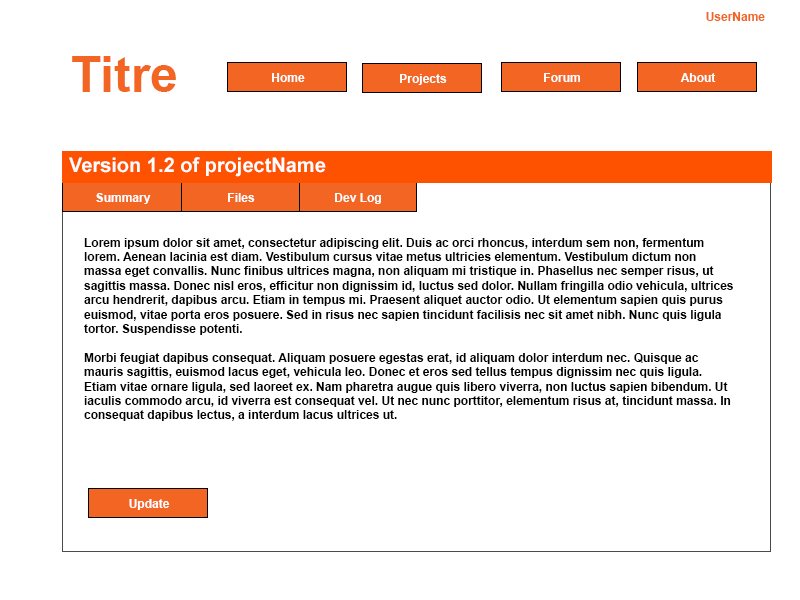 UserName
Titre
Home
Projects
Forum
About
Version 1.2 of projectName
Summary
Files
Dev Log
Lorem ipsum dolor sit amet, consectetur adipiscing elit. Duis ac orci rhoncus, interdum sem non, fermentum
lorem. Aenean lacinia est diam. Vestibulum cursus vitae metus ultricies elementum. Vestibulum dictum non
massa eget convallis. Nunc finibus ultrices magna, non aliquam mi tristique in. Phasellus nec semper risus, ut
sagittis massa. Donec nisl eros, efficitur non dignissim id, luctus sed dolor. Nullam fringilla odio vehicula, ultrices
arcu hendrerit, dapibus arcu. Etiam in tempus mi. Praesent aliquet auctor odio. Ut elementum sapien quis purus
euismod, vitae porta eros posuere. Sed in risus nec sapien tincidunt facilisis nec sit amet nibh. Nunc quis ligula
tortor. Suspendisse potenti.
Morbi feugiat dapibus consequat. Aliquam posuere egestas erat, id aliquam dolor interdum nec. Quisque ac
mauris sagittis, euismod lacus eget, vehicula leo. Donec et eros sed tellus tempus dignissim nec quis ligula.
Etiam vitae ornare ligula, sed laoreet ex. Nam pharetra augue quis libero viverra, non luctus sapien bibendum. Ut
iaculis commodo arcu, id viverra est consequat vel. Ut nec nunc porttitor, elementum risus at, tincidunt massa. In
consequat dapibus lectus, a interdum lacus ultrices ut.
Update